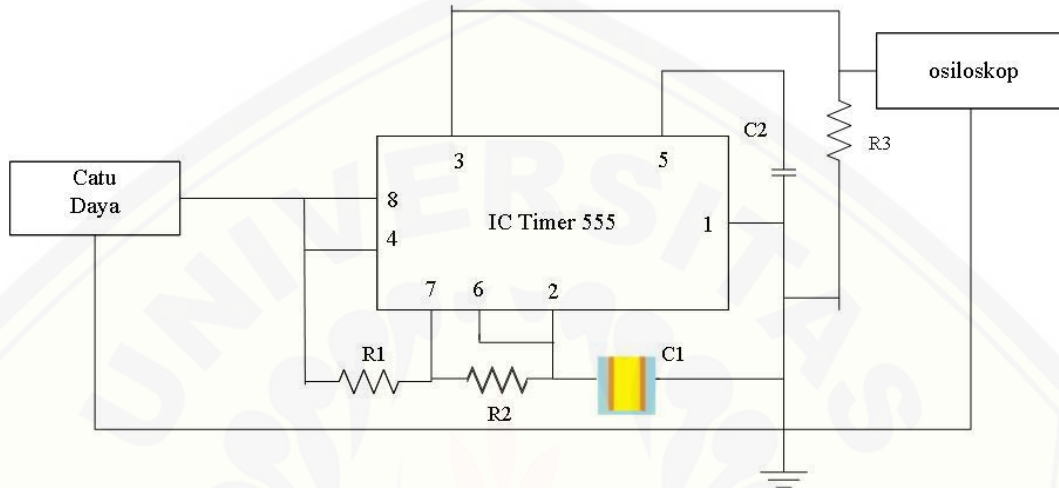 osiloskop
C2
R3
3
5
Catu
Daya
8
IC Timer 555
1
4
7
6
2
R1
C1
R2
UNIVERSITAS